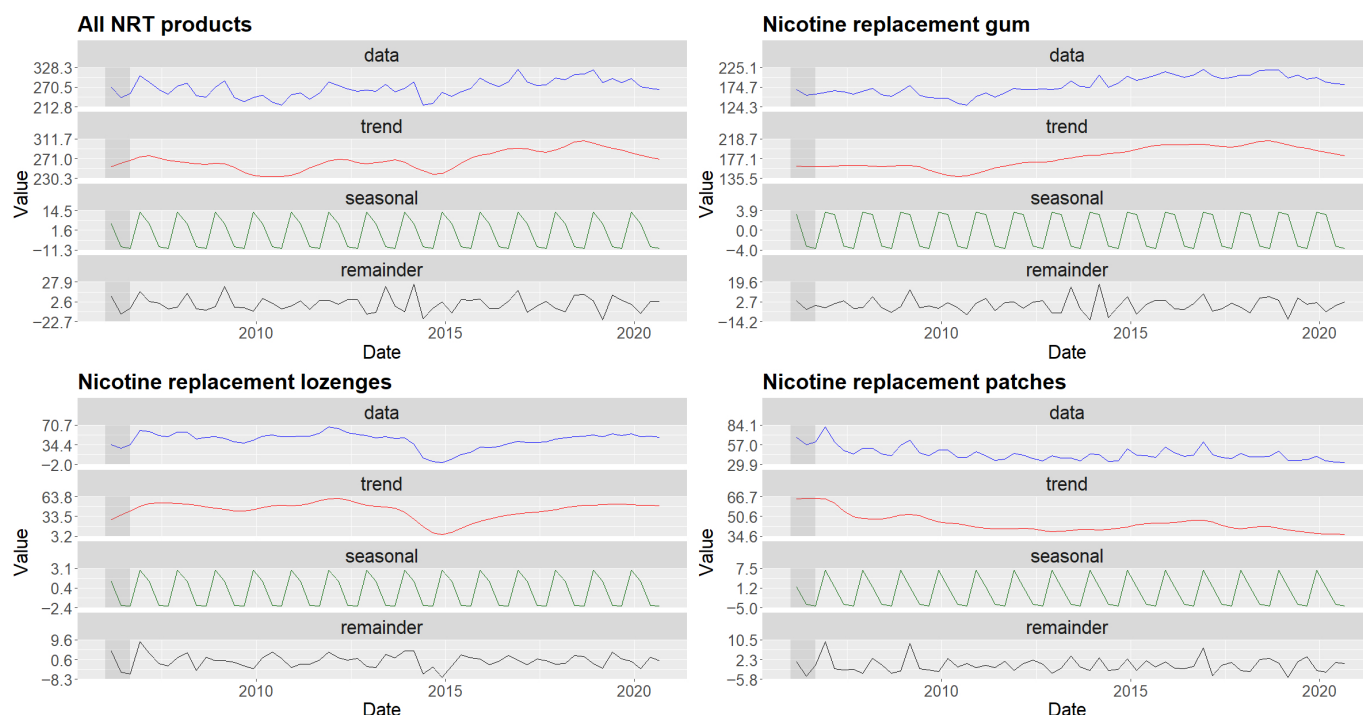 All NRT products
data
328.3
270.5
212.8
trend
311.7
271.0
230.3
seasonal
14.5
1.6
−11.3
remainder
27.9
2.6
−22.7
2010 2015 2020
Date
Value
Nicotine replacement gum
data
225.1
174.7
124.3
trend
218.7
177.1
135.5
seasonal
3.9
0.0
−4.0
remainder
19.6
2.7
−14.2
2010 2015 2020
Date
Value
Nicotine replacement lozenges
data
70.7
34.4
−2.0
trend
63.8
33.5
3.2
seasonal
3.1
0.4
−2.4
remainder
9.6
0.6
−8.3
2010 2015 2020
Date
Value
Nicotine replacement patches
data
84.1
57.0
29.9
trend
66.7
50.6
34.6
seasonal
7.5
1.2
−5.0
remainder
10.5
2.3
−5.8
2010 2015 2020
Date
Value